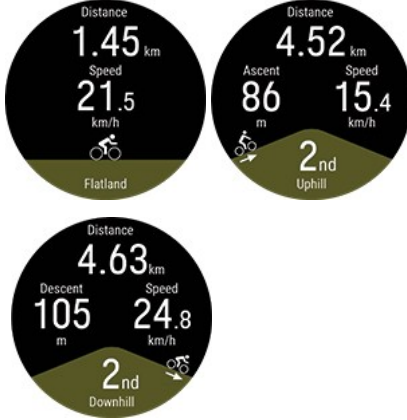 Distance
1.45 km
Speed
21.5
km/h
Flatland
Distance
4.52 km
Ascent Speed
86 15.4
m km/h
2nd
Uphill
Distance
4.63 km
Descent Speed
105 24.8
m km/h
2nd
Downhill